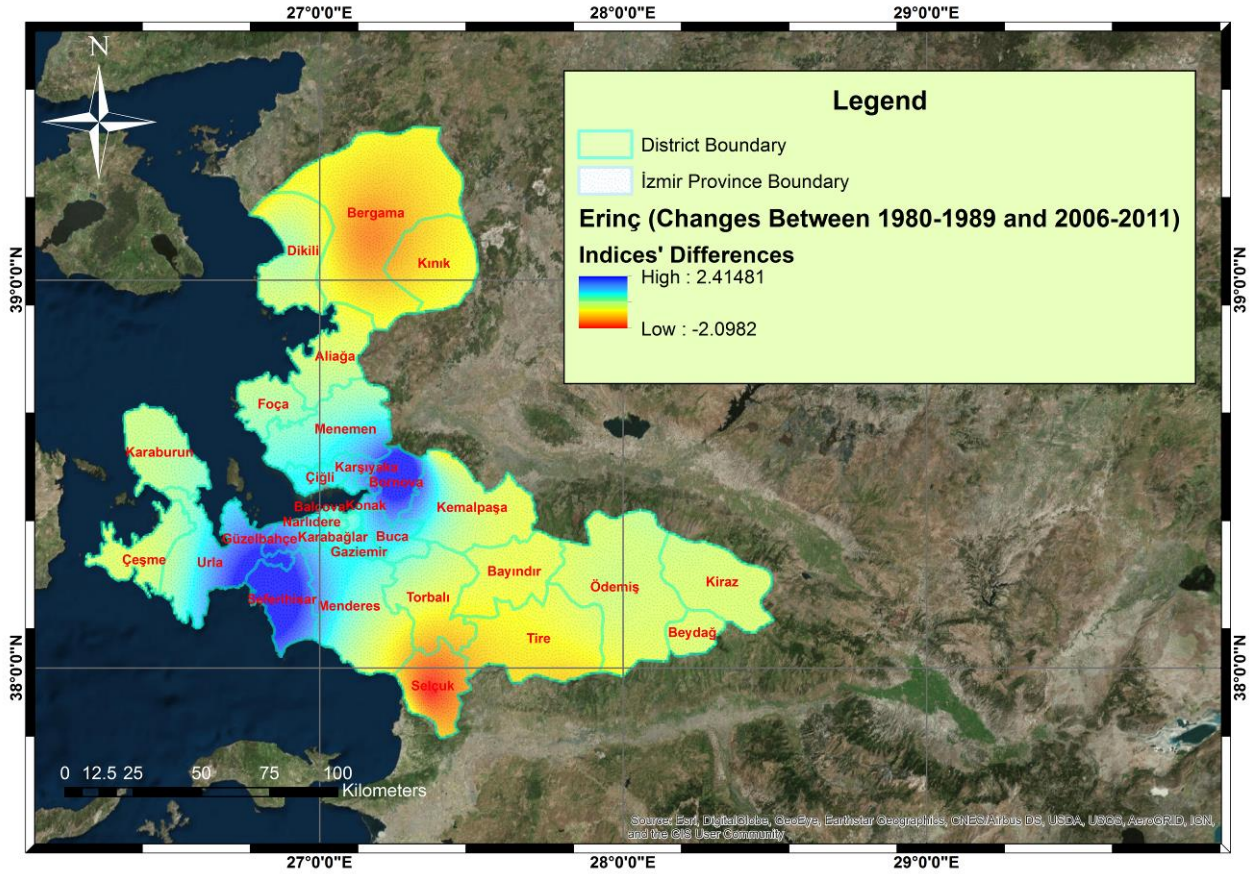 27°0'0"E 28°0'0"E 29°0'0"E
N
Legend
District Boundary
İzmir Province Boundary
Erinç (Changes Between 1980-1989 and 2006-2011)
Indices' Differences
High : 2.41481
Low : -2.0982
39°0'0"N 39°0'0"N
Bergama
Dikili
Kınık
Aliağa
Foça
Menemen
Karaburun
Karşıyaka
Çiğli
Bornova
Balçova Konak
Kemalpaşa
Narlıdere
Güzelbahçe Karabağlar Buca
Gaziemir
Çeşme Urla
Bayındır
Ödemiş Kiraz
Seferihisar Menderes Torbalı
Beydağ
Tire
38°0'0"N 38°0'0"N
Selçuk
0 12.5 25 50 75 100
Kilometers
Source: Esri, DigitalGlobe, GeoEye, Earthstar Geographics, CNES/Airbus DS, USDA, USGS, AeroGRID, IGN,
and the GIS User Community
27°0'0"E 28°0'0"E 29°0'0"E